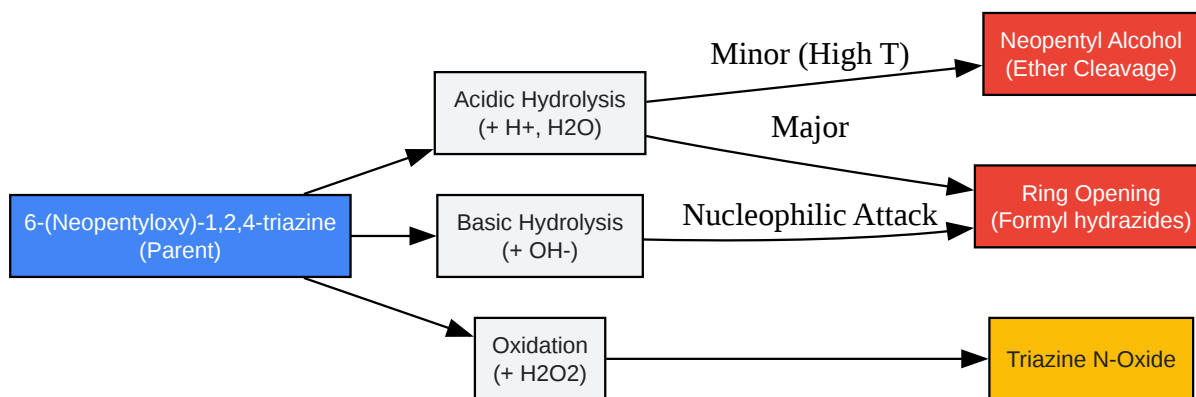 Neopentyl Alcohol
(Ether Cleavage)
Minor (High T)
Acidic Hydrolysis
(+ H+, H2O)
Major
Ring Opening
(Formyl hydrazides)
6-(Neopentyloxy)-1,2,4-triazine
(Parent)
Basic Hydrolysis
(+ OH-)
Nucleophilic Attack
Oxidation
(+ H2O2)
Triazine N-Oxide